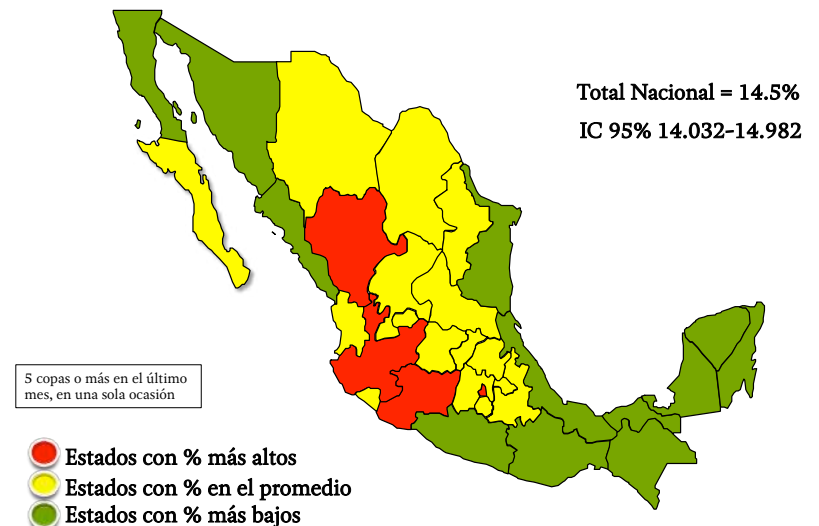 Total Nacional = 14.5%
IC 95% 14.032-14.982
5 copas o más en el último
mes, en una sola ocasión
Estados con % más altos
Estados con % en el promedio
Estados con % más bajos